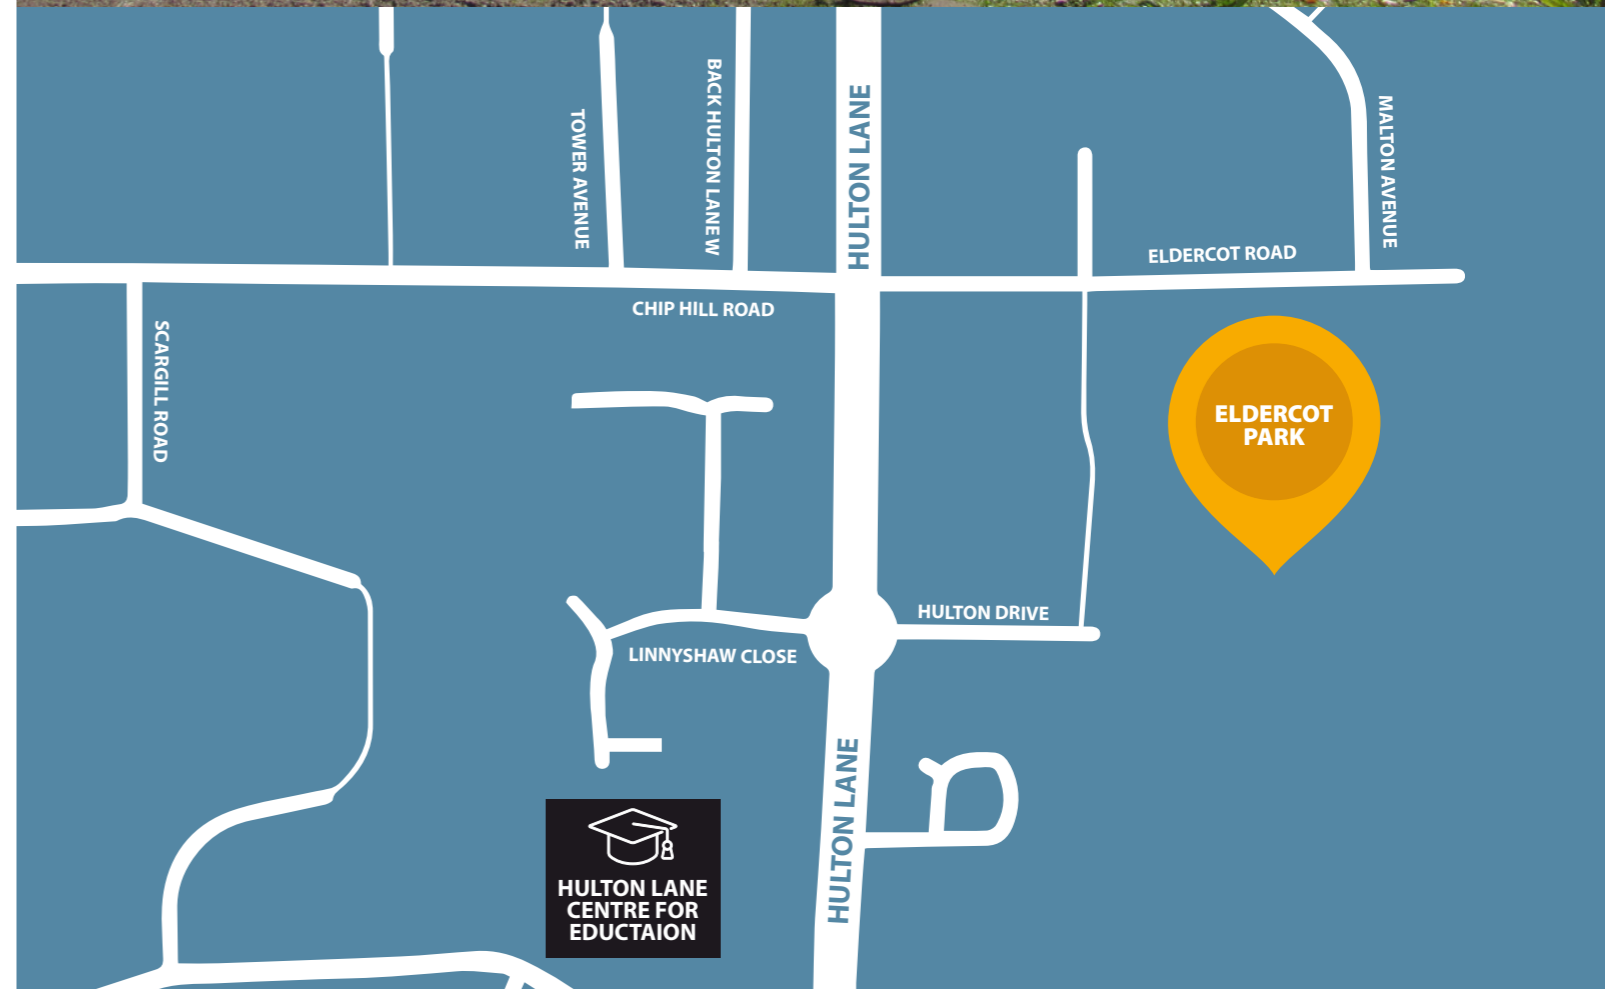 BACK HULTON LANE W
HULTON LANE
TOWER AVENUE
MALTON AVENUE
ELDERCOT ROAD
CHIP HILL ROAD
SCARGILL ROAD
ELDERCOT
PARK
HULTON DRIVE
LINNYSHAW CLOSE
HULTON LANE
HULTON LANE
CENTRE FOR
EDUCTAION